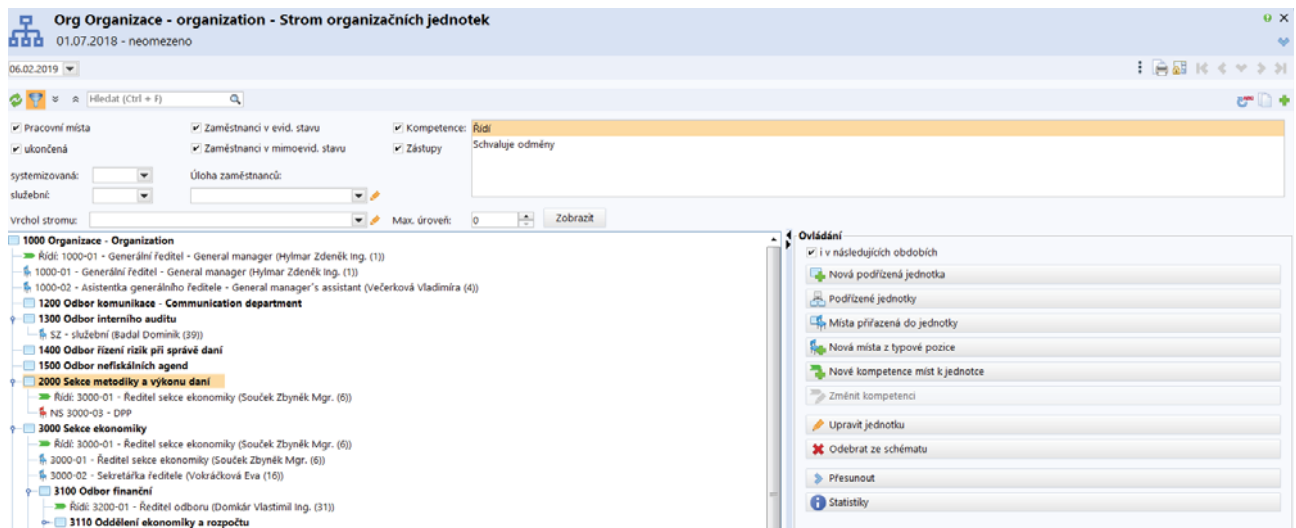 Org Organizace - organization - Strom organizačních jednotek
01.07.2018 - neomezeno
06.02.2019
Hledat (Ctrl + F)
Pracovní místa
Zaměstnanci v evid. stavu
Kompetence:
Řídí
ukončená
Zaměstnanci v mimoevid. stavu
Zástupy
Schvaluje odměny
systemizovaná:
Úloha zaměstnanců:
služební:
Vrchol stromu:
Max. úroveň:
0
Zobrazit
1000 Organizace - Organization
Řídí: 1000-01 - Generální ředitel - General manager (Hylmar Zdeněk Ing. (1))
1000-01 - Generální ředitel - General manager (Hylmar Zdeněk Ing. (1))
1000-02 - Asistentka generálního ředitele - General manager´s assistant (Večerková Vladimíra (4))
1200 Odbor komunikace - Communication department
1300 Odbor interního auditu
SZ - služební (Badal Dominik (39))
1400 Odbor řízení rizik při správě daní
1500 Odbor nefiskálních agend
2000 Sekce metodiky a výkonu daní
Řídí: 3000-01 - Ředitel sekce ekonomiky (Souček Zbyněk Mgr. (6))
NS 3000-03 - DPP
3000 Sekce ekonomiky
Řídí: 3000-01 - Ředitel sekce ekonomiky (Souček Zbyněk Mgr. (6))
3000-01 - Ředitel sekce ekonomiky (Souček Zbyněk Mgr. (6))
3000-02 - Sekretářka ředitele (Vokráčková Eva (16))
3100 Odbor finanční
Řídí: 3200-01 - Ředitel odboru (Domkár Vlastimil Ing. (31))
3110 Oddělení ekonomiky a rozpočtu
Ovládání
i v následujících obdobích
Nová podřízená jednotka
Podřízené jednotky
Místa přiřazená do jednotky
Nová místa z typové pozice
Nové kompetence míst k jednotce
Změnit kompetenci
Upravit jednotku
Odebrat ze schématu
Přesunout
Statistiky